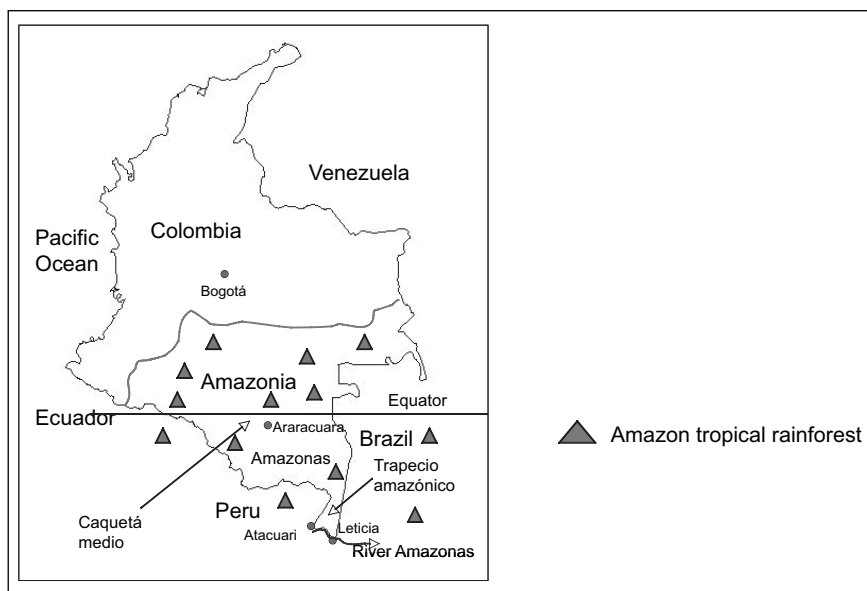 Venezuela
Pacific
Ocean
Colombia
Bogotá
Amazonia
Equator
Ecuador
Araracuara
Brazil
Amazonas
Trapecio
amazónico
Caquetá
medio
Peru
Atacuari
Leticia
River Amazonas
Amazon tropical rainforest